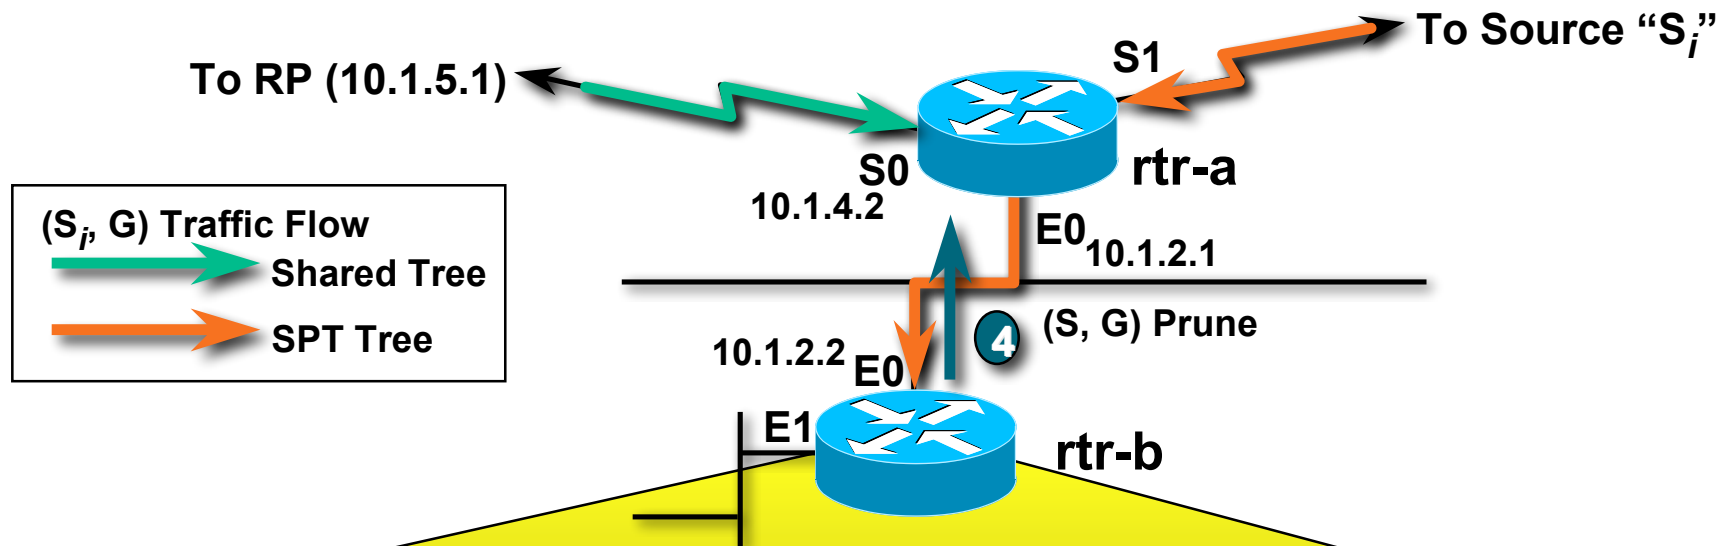 To Source “Si”
S1
To RP (10.1.5.1)
rtr-a
S0
10.1.4.2
(Si, G) Traffic Flow
E0
10.1.2.1
Shared Tree
SPT Tree
4
(S, G) Prune
10.1.2.2
E0
E1
rtr-b